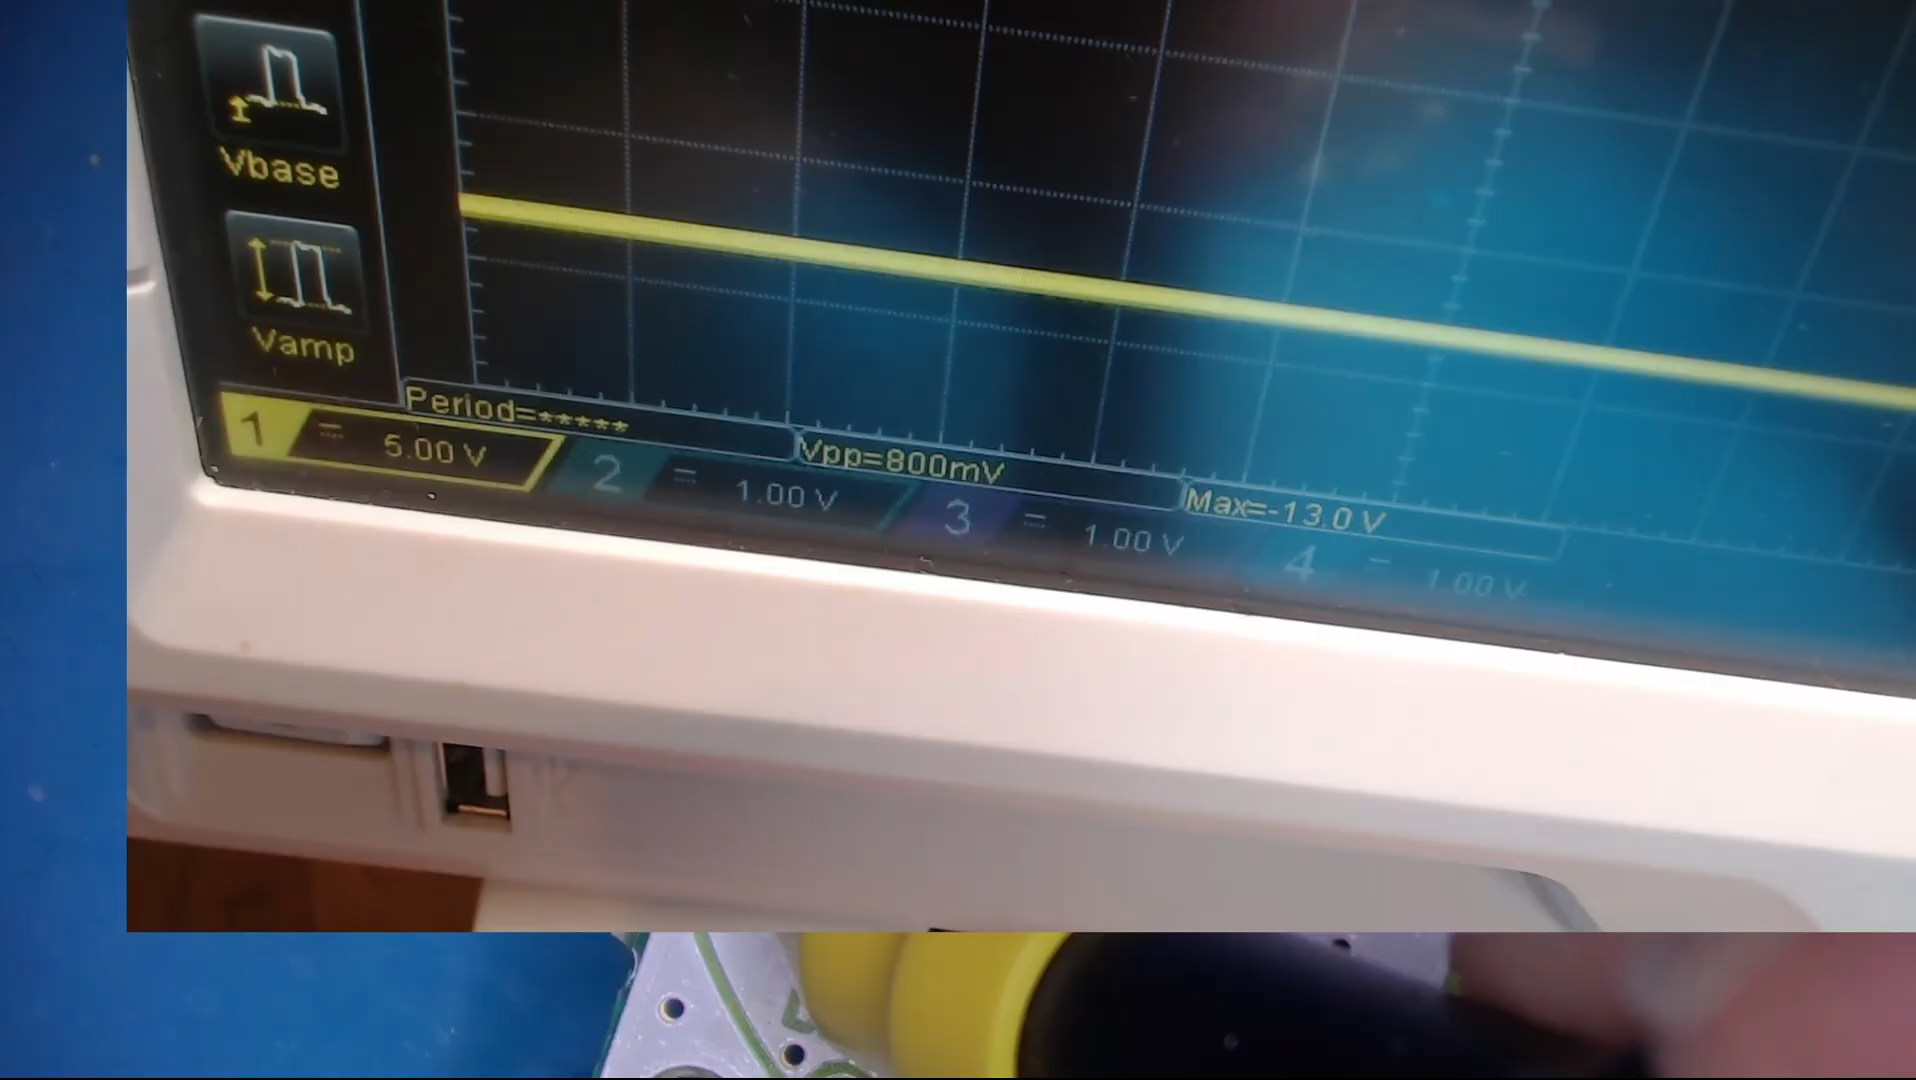 Vbase
Vamp
Period=*****
Vpp=800mV
Max=-13.0 V
1 5.00 V
2 1.00 V
3 1.00 V
4 1.00 V